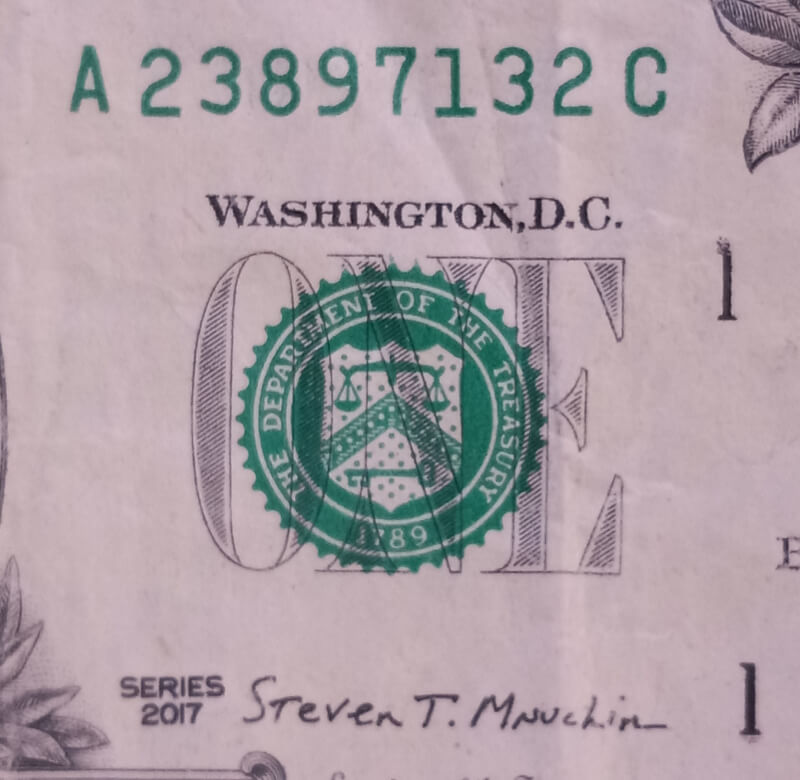 A 23897132 C
WASHINGTON, D.C.
1
ONE
THE DEPARTMENT OF THE TREASURY
1789
SERIES
2017
Steven T. Mnuchin
1